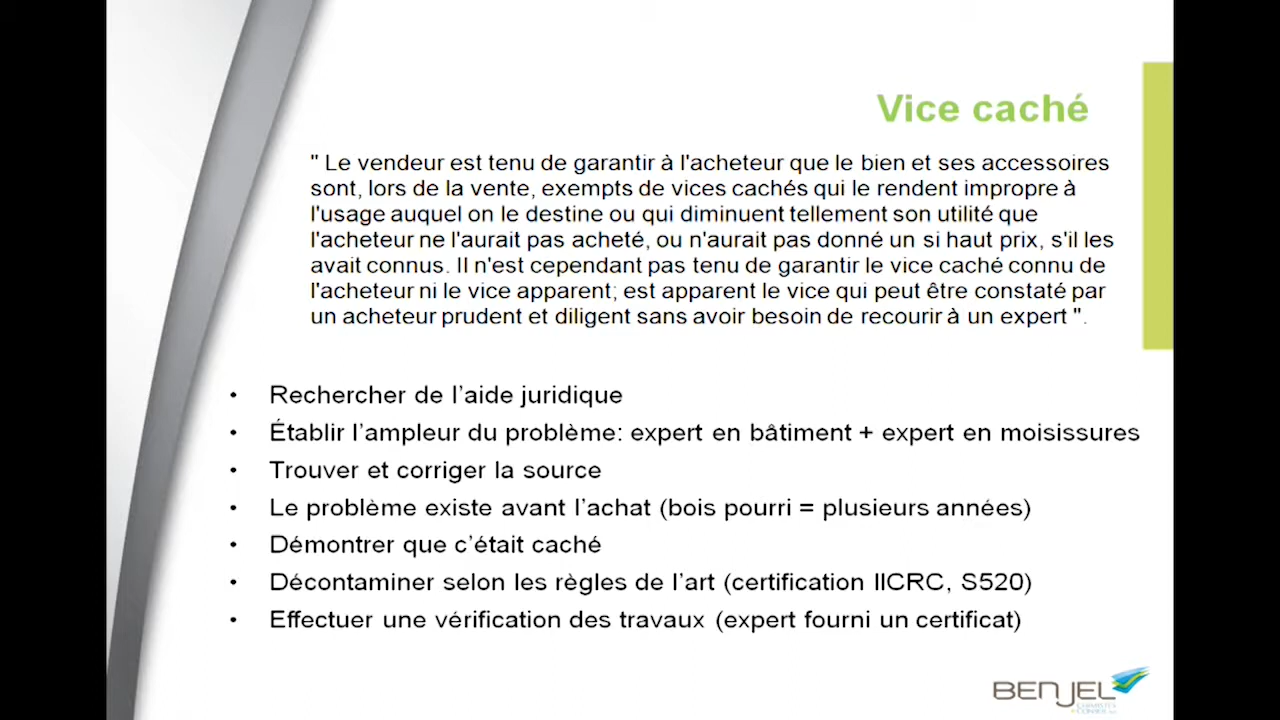 Vice caché
" Le vendeur est tenu de garantir à l'acheteur que le bien et ses accessoires
sont, lors de la vente, exempts de vices cachés qui le rendent impropre à
l'usage auquel on le destine ou qui diminuent tellement son utilité que
l'acheteur ne l'aurait pas acheté, ou n'aurait pas donné un si haut prix, s'il les
avait connus. Il n'est cependant pas tenu de garantir le vice caché connu de
l'acheteur ni le vice apparent; est apparent le vice qui peut être constaté par
un acheteur prudent et diligent sans avoir besoin de recourir à un expert ".
• Rechercher de l’aide juridique
• Établir l’ampleur du problème: expert en bâtiment + expert en moisissures
• Trouver et corriger la source
• Le problème existe avant l’achat (bois pourri = plusieurs années)
• Démontrer que c’était caché
• Décontaminer selon les règles de l’art (certification IICRC, S520)
• Effectuer une vérification des travaux (expert fourni un certificat)
BENJEL